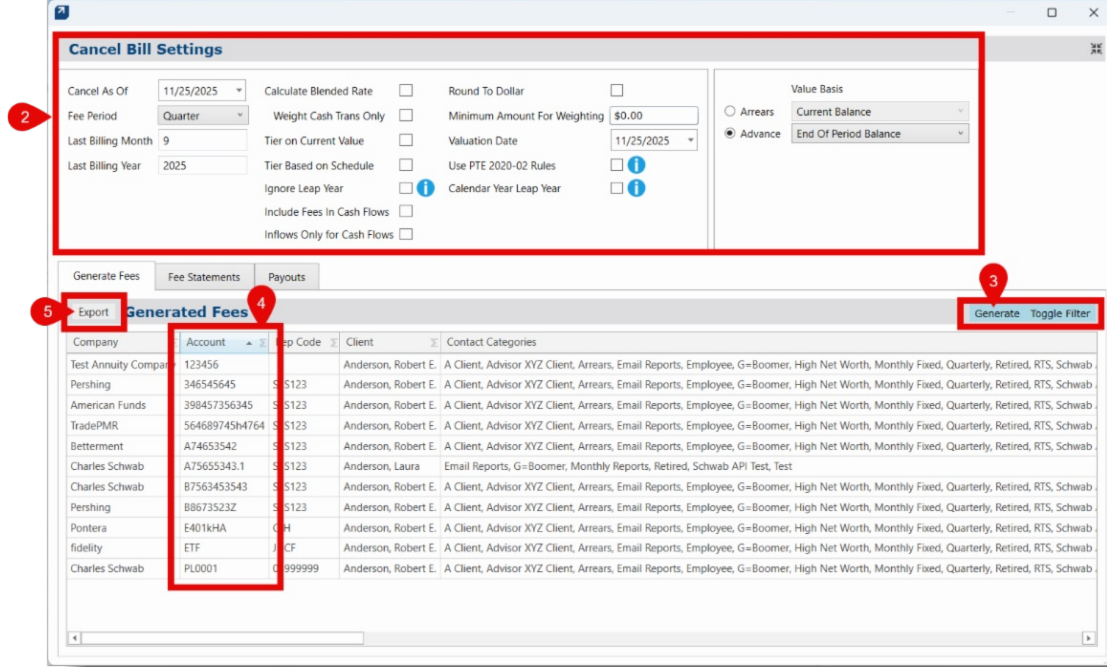 Cancel Bill Settings
Cancel As Of 11/25/2025 Calculate Blended Rate Round To Dollar Value Basis
2 Fee Period Quarter Weight Cash Trans Only Minimum Amount For Weighting $0.00 Arrears Current Balance
Last Billing Month 9 Tier on Current Value Valuation Date 11/25/2025 Advance End Of Period Balance
Last Billing Year 2025 Tier Based on Schedule Use PTE 2020-02 Rules
Ignore Leap Year Calendar Year Leap Year
Include Fees In Cash Flows
Inflows Only for Cash Flows
Generate Fees Fee Statements Payouts
3
4
5 Export Generated Fees Generate Toggle Filter
Company Account Rep Code Client Contact Categories
Test Annuity Company 123456 Anderson, Robert E. A Client, Advisor XYZ Client, Arrears, Email Reports, Employee, G=Boomer, High Net Worth, Monthly Fixed, Quarterly, Retired, RTS, Schwab
Pershing 346545645 Anderson, Robert E. A Client, Advisor XYZ Client, Arrears, Email Reports, Employee, G=Boomer, High Net Worth, Monthly Fixed, Quarterly, Retired, RTS, Schwab
American Funds 398457356345 Anderson, Robert E. A Client, Advisor XYZ Client, Arrears, Email Reports, Employee, G=Boomer, High Net Worth, Monthly Fixed, Quarterly, Retired, RTS, Schwab
TradePMR 564689745h4764 Anderson, Robert E. A Client, Advisor XYZ Client, Arrears, Email Reports, Employee, G=Boomer, High Net Worth, Monthly Fixed, Quarterly, Retired, RTS, Schwab
Betterment A74653542 Anderson, Robert E. A Client, Advisor XYZ Client, Arrears, Email Reports, Employee, G=Boomer, High Net Worth, Monthly Fixed, Quarterly, Retired, RTS, Schwab
Charles Schwab A75655343.1 Anderson, Laura Email Reports, G=Boomer, Monthly Reports, Retired, Schwab API Test, Test
Charles Schwab B7563453543 Anderson, Robert E. A Client, Advisor XYZ Client, Arrears, Email Reports, Employee, G=Boomer, High Net Worth, Monthly Fixed, Quarterly, Retired, RTS, Schwab
Pershing B8673523Z Anderson, Robert E. A Client, Advisor XYZ Client, Arrears, Email Reports, Employee, G=Boomer, High Net Worth, Monthly Fixed, Quarterly, Retired, RTS, Schwab
Pontera E401kHA Anderson, Robert E. A Client, Advisor XYZ Client, Arrears, Email Reports, Employee, G=Boomer, High Net Worth, Monthly Fixed, Quarterly, Retired, RTS, Schwab
fidelity ETF Anderson, Robert E. A Client, Advisor XYZ Client, Arrears, Email Reports, Employee, G=Boomer, High Net Worth, Monthly Fixed, Quarterly, Retired, RTS, Schwab
Charles Schwab PL0001 Anderson, Robert E. A Client, Advisor XYZ Client, Arrears, Email Reports, Employee, G=Boomer, High Net Worth, Monthly Fixed, Quarterly, Retired, RTS, Schwab